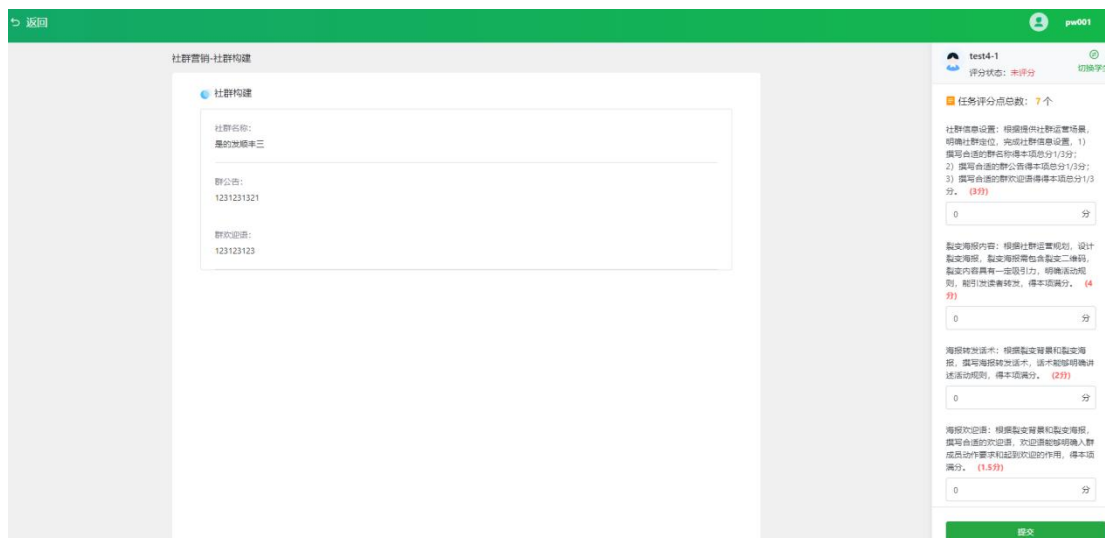 返回
pw001
社群营销-社群构建
社群构建
社群名称:
是的发顺丰三
群公告:
1231231321
群欢迎语:
123123123
test4-1
评分状态: 未评分
切换学生
任务评分点总数: 7个
社群信息设置: 根据提供社群运营场景,
明确社群定位, 完成社群信息设置, 1)
撰写合适的群名称得本项总分1/3分;
2) 撰写合适的群公告得本项总分1/3分;
3) 撰写合适的群欢迎语得得本项总分1/3
分。 (3分)
0 分
裂变海报内容: 根据社群运营规划, 设计
裂变海报, 裂变海报需包含裂变二维码,
裂变内容具有一定吸引力, 明确活动规
则, 能引发读者转发, 得本项满分。 (4
分)
0 分
海报转发话术: 根据裂变背景和裂变海
报, 撰写海报转发话术, 话术能够明确讲
述活动规则, 得本项满分。 (2分)
0 分
海报欢迎语: 根据裂变背景和裂变海报,
撰写合适的欢迎语, 欢迎语能够明确入群
成员动作要求和起到欢迎的作用, 得本项
满分。 (1.5分)
0 分
提交